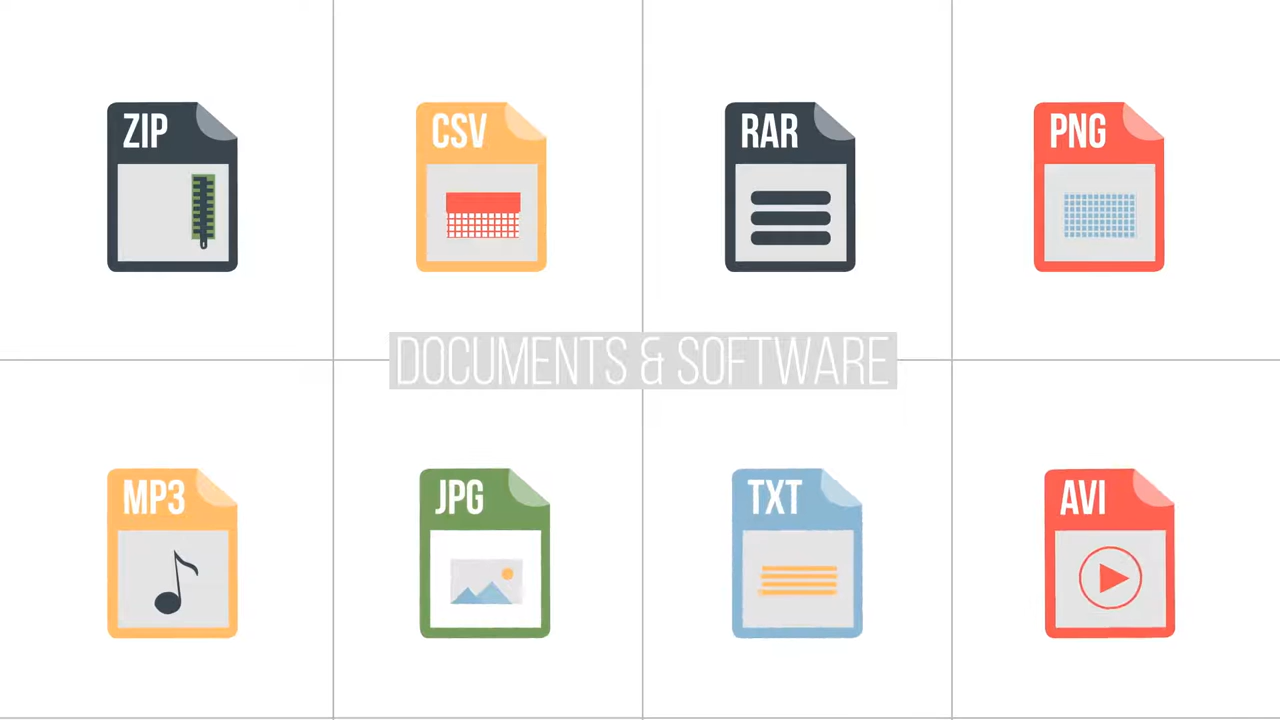 ZIP
CSV
RAR
PNG
DOCUMENTS & SOFTWARE
MP3
JPG
TXT
AVI